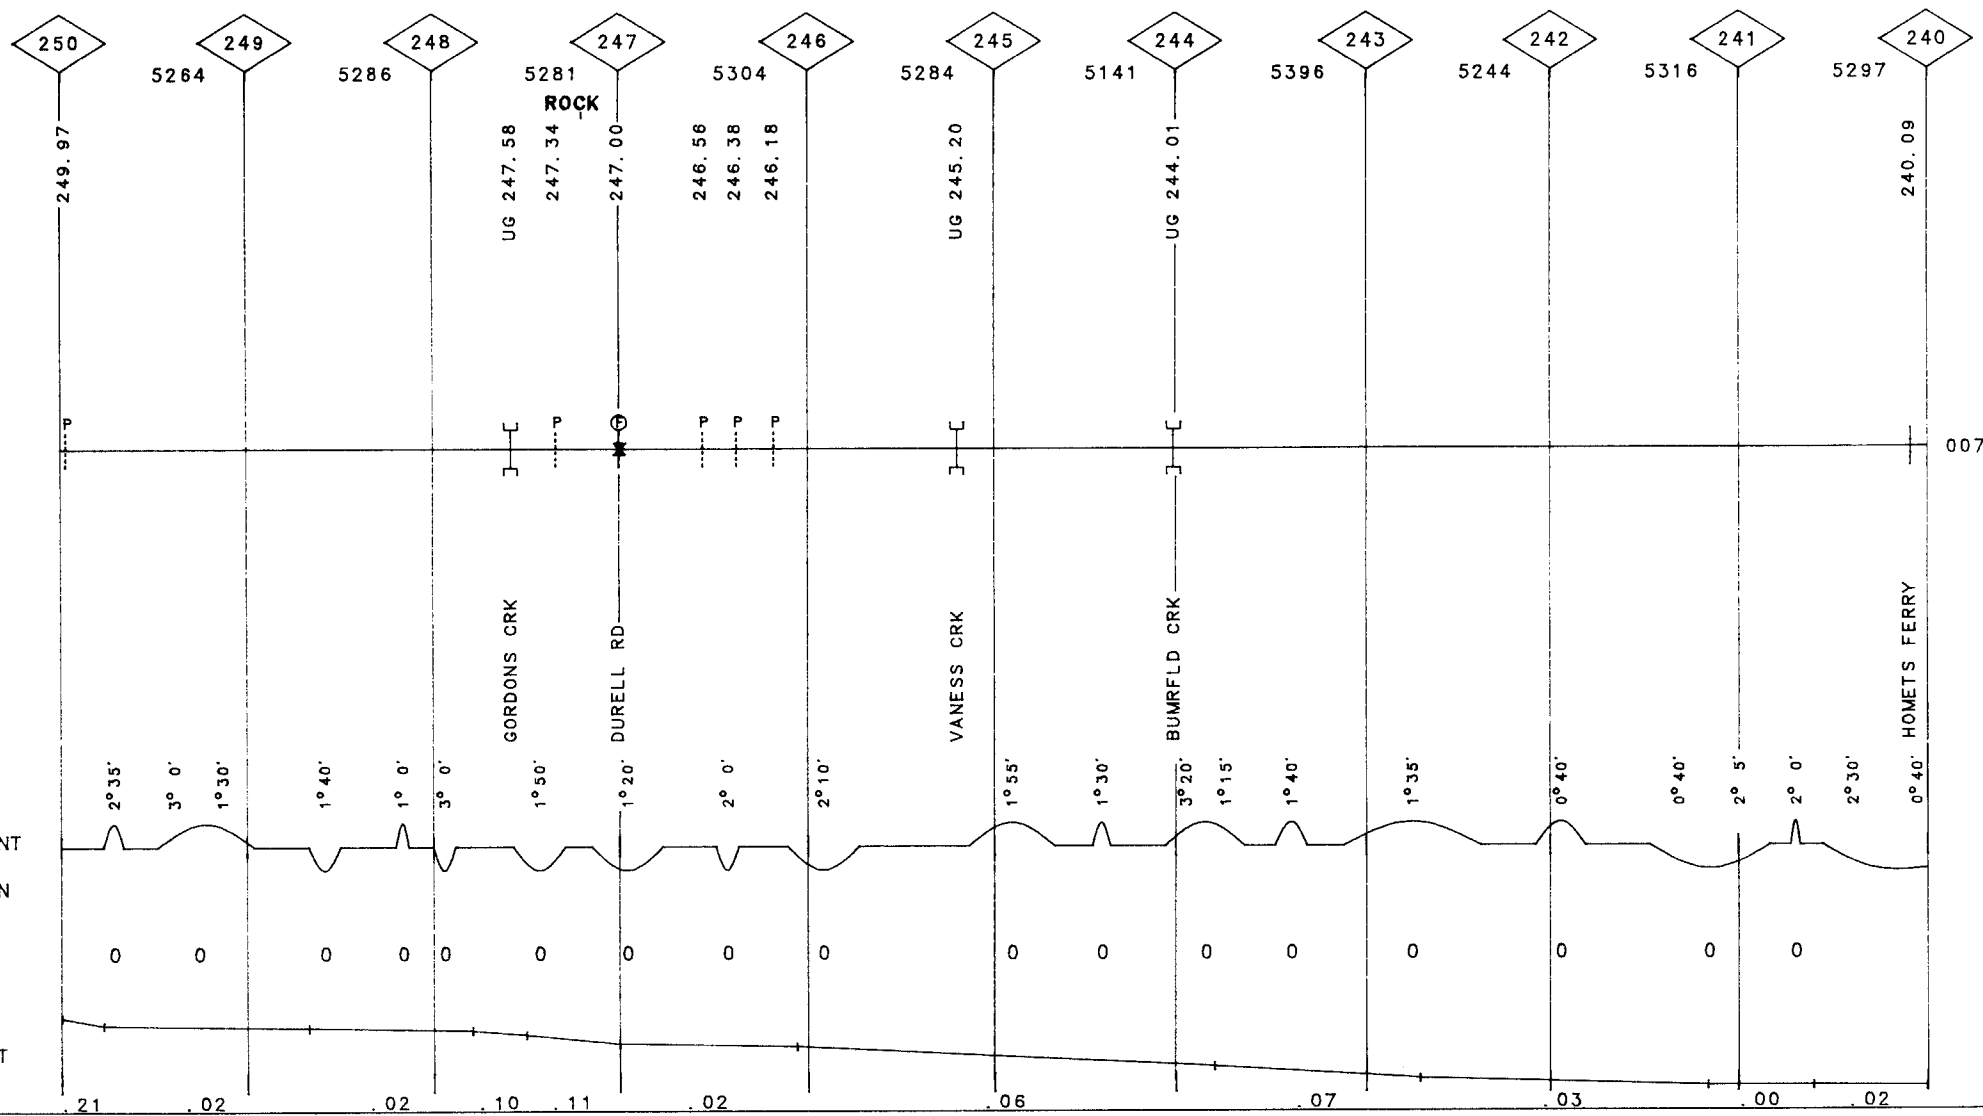 250 249 248 247 246 245 244 243 242 241 240
5264 5286 5281 5304 5284 5141 5396 5244 5316 5297
ROCK
249.97
UG 247.58
247.34
247.00
246.56
246.38
246.18
UG 245.20
UG 244.01
240.09
P P F P P P
007
GORDONS CRK
DURELL RD
VANESS CRK
BUMRFLD CRK
HOMETS FERRY
2° 35' 3° 0' 1° 30' 1° 40' 1° 0' 3° 0' 1° 50' 1° 20' 2° 0' 2° 10' 1° 55' 1° 30' 3° 20' 1° 15' 1° 40' 1° 35' 0° 40' 0° 40' 2° 5' 2° 0' 2° 30' 0° 40'
NT
N
0 0 0 0 0 0 0 0 0 0 0 0 0 0 0 0 0
T
.21 .02 .02 .10 .11 .02 .06 .07 .03 .00 .02